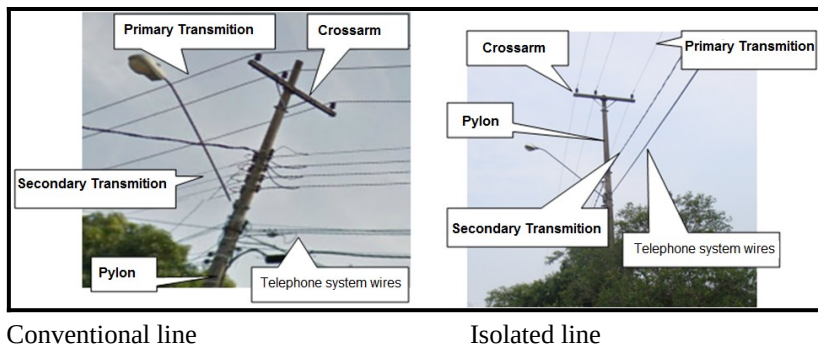 Primary Transmition
Crossarm
Secondary Transmition
Pylon
Telephone system wires
Crossarm
Primary Transmition
Pylon
Secondary Transmition
Telephone system wires
Conventional line
Isolated line